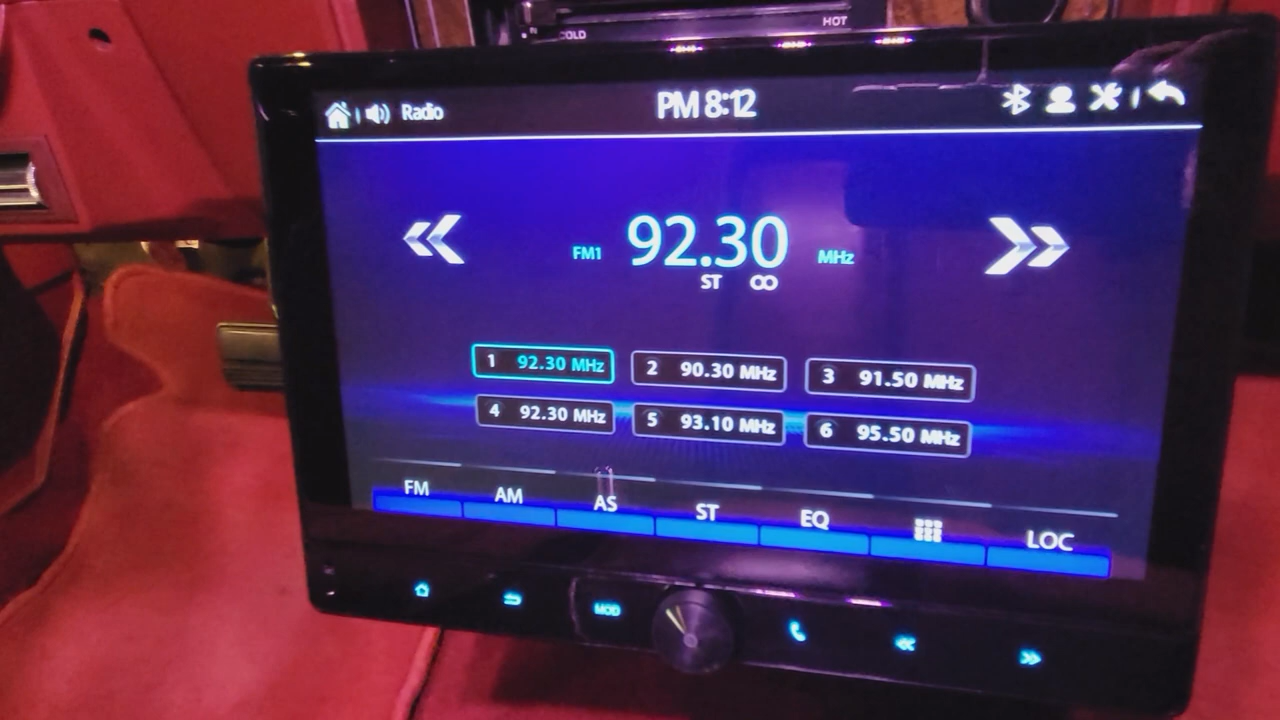 COLD HOT
Radio PM 8:12
FM1 92.30 MHz
ST
1 92.30 MHz 2 90.30 MHz 3 91.50 MHz
4 92.30 MHz 5 93.10 MHz 6 95.50 MHz
FM AM AS ST EQ LOC
MOD